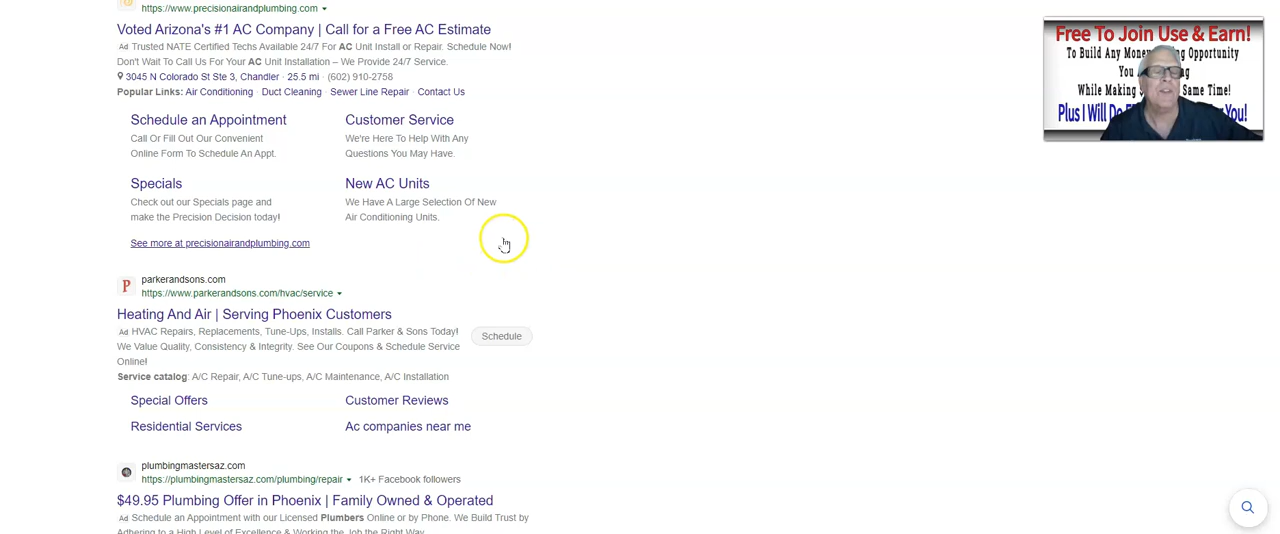 https://www.precisionairandplumbing.com
Voted Arizona's #1 AC Company | Call for a Free AC Estimate
Ad Trusted NATE Certified Techs Available 24/7 For AC Unit Install or Repair. Schedule Now!
Don't Wait To Call Us For Your AC Unit Installation – We Provide 24/7 Service.
3045 N Colorado St Ste 3, Chandler · 25.5 mi · (602) 910-2758
Popular Links: Air Conditioning · Duct Cleaning · Sewer Line Repair · Contact Us
Schedule an Appointment
Call Or Fill Out Our Convenient
Online Form To Schedule An Appt.
Customer Service
We're Here To Help With Any
Questions You May Have.
Specials
Check out our Specials page and
make the Precision Decision today!
New AC Units
We Have A Large Selection Of New
Air Conditioning Units.
See more at precisionairandplumbing.com
P
parkerandsons.com
https://www.parkerandsons.com/hvac/service
Heating And Air | Serving Phoenix Customers
Ad HVAC Repairs, Replacements, Tune-Ups, Installs. Call Parker & Sons Today!
We Value Quality, Consistency & Integrity. See Our Coupons & Schedule Service
Online!
Schedule
Service catalog: A/C Repair, A/C Tune-ups, A/C Maintenance, A/C Installation
Special Offers
Customer Reviews
Residential Services
Ac companies near me
plumbingmastersaz.com
https://plumbingmastersaz.com/plumbing/repair 1K+ Facebook followers
$49.95 Plumbing Offer in Phoenix | Family Owned & Operated
Ad Schedule an Appointment with our Licensed Plumbers Online or by Phone. We Build Trust by
Adhering to a High Level of Excellence & Working the Job the Right Way.
Free To Join Use & Earn!
To Build Any Money Opportunity
You
While Making Same Time!
Plus I Will Do You!